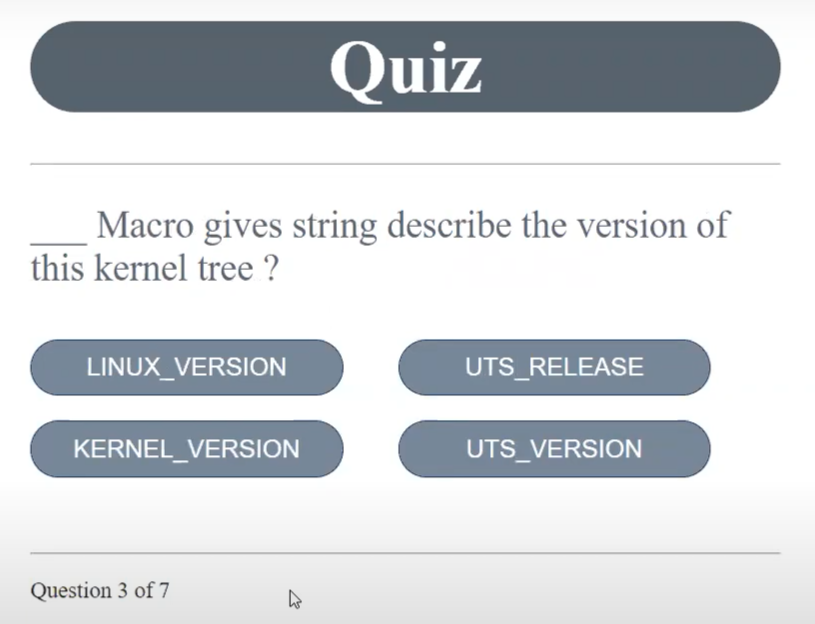 Quiz
___ Macro gives string describe the version of
this kernel tree ?
LINUX_VERSION
UTS_RELEASE
KERNEL_VERSION
UTS_VERSION
Question 3 of 7